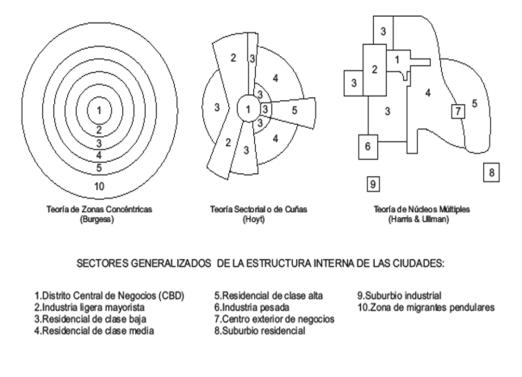 1
2
3
4
5
10
Teoría de Zonas Concéntricas
(Burgess)
2
3
4
3
3
1
3
5
3
2
3
4
Teoría Sectorial o de Cuñas
(Hoyt)
3
1
2
3
4
5
3
7
6
8
9
Teoría de Núcleos Múltiples
(Harris & Ullman)
SECTORES GENERALIZADOS DE LA ESTRUCTURA INTERNA DE LAS CIUDADES:
1.Distrito Central de Negocios (CBD)
2.Industria ligera mayorista
3.Residencial de clase baja
4.Residencial de clase media
5.Residencial de clase alta
6.Industria pesada
7.Centro exterior de negocios
8.Suburbio residencial
9.Suburbio industrial
10.Zona de migrantes pendulares